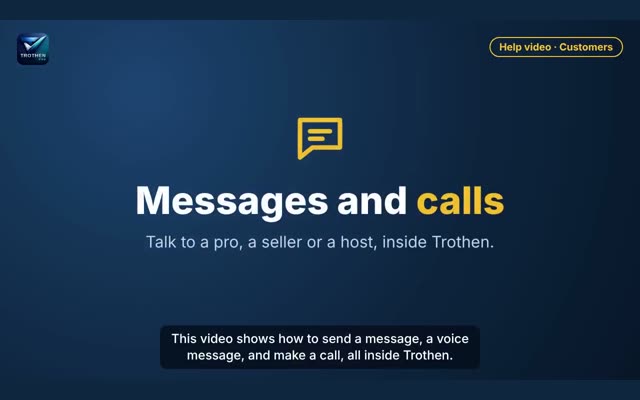 TROTHEN
Help video · Customers
Messages and calls
Talk to a pro, a seller or a host, inside Trothen.
This video shows how to send a message, a voice
message, and make a call, all inside Trothen.